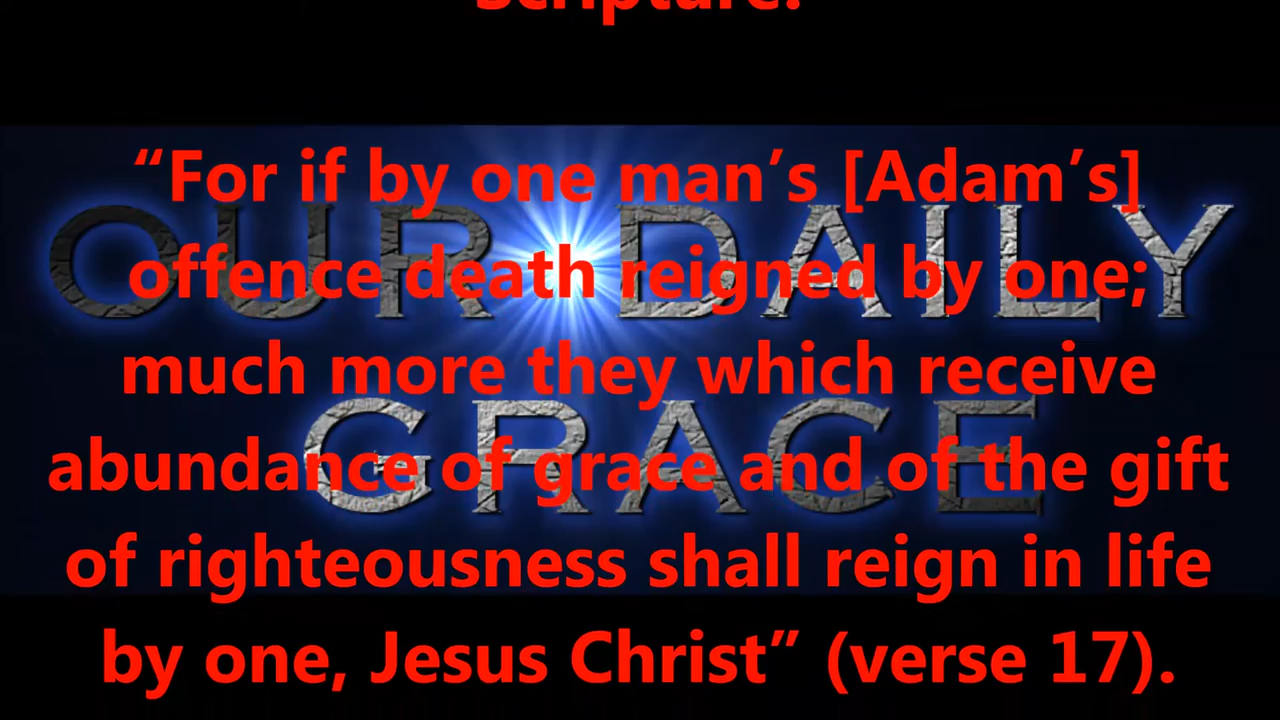 Scripture:
“For if by one man’s [Adam’s]
offence death reigned by one;
much more they which receive
abundance of grace and of the gift
of righteousness shall reign in life
by one, Jesus Christ” (verse 17).
OUR DAILY
GRACE